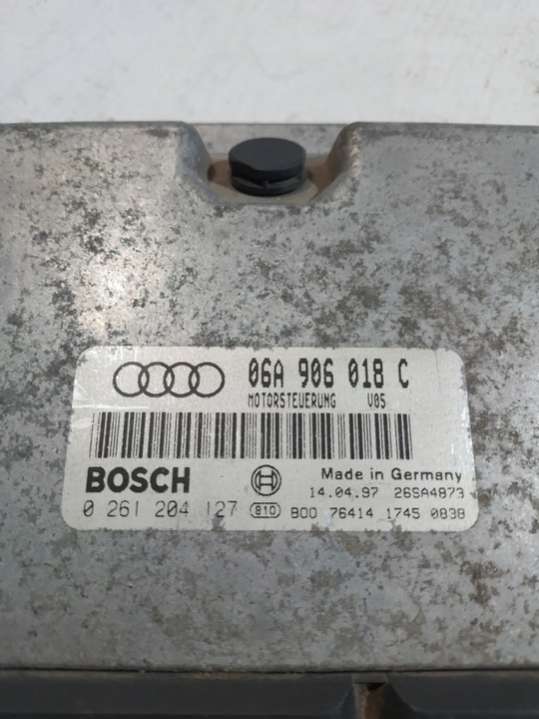 06A 906 018 C
MOTORSTEUERUNG V05
BOSCH
Made in Germany
14.04.97 26SA4873
0 261 204 127 810 B00 76414 1745 0838